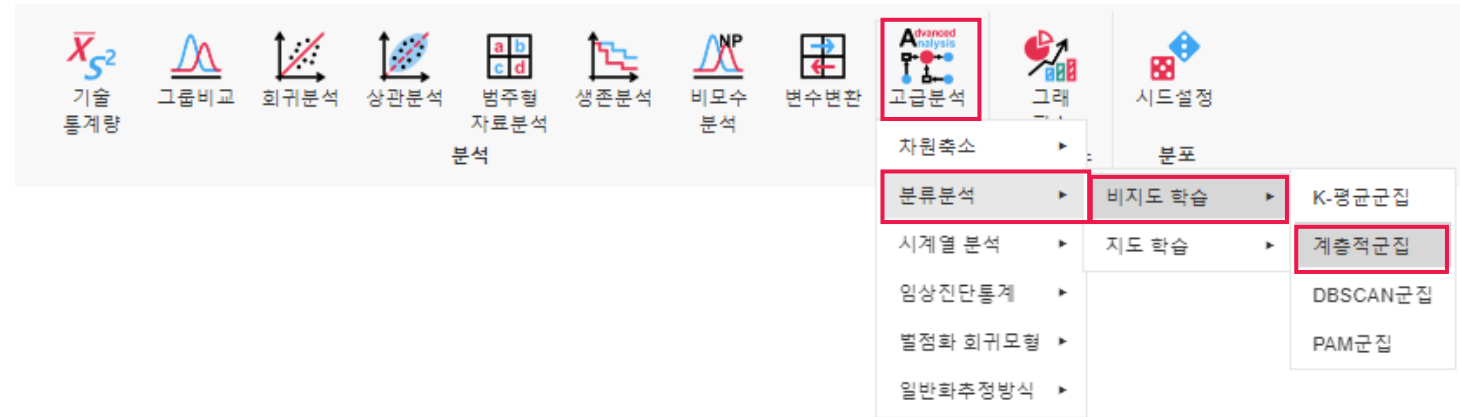 X̄ S²
NP
a b
c d
Advanced
Analysis
기술
통계량
그룹비교
회귀분석
상관분석
범주형
자료분석
생존분석
비모수
분석
변수변환
고급분석
그래
시드설정
분석
분포
차원축소
분류분석
시계열 분석
임상진단통계
벌점화 회귀모형
일반화추정방식
비지도 학습
지도 학습
K-평균군집
계층적군집
DBSCAN군집
PAM군집